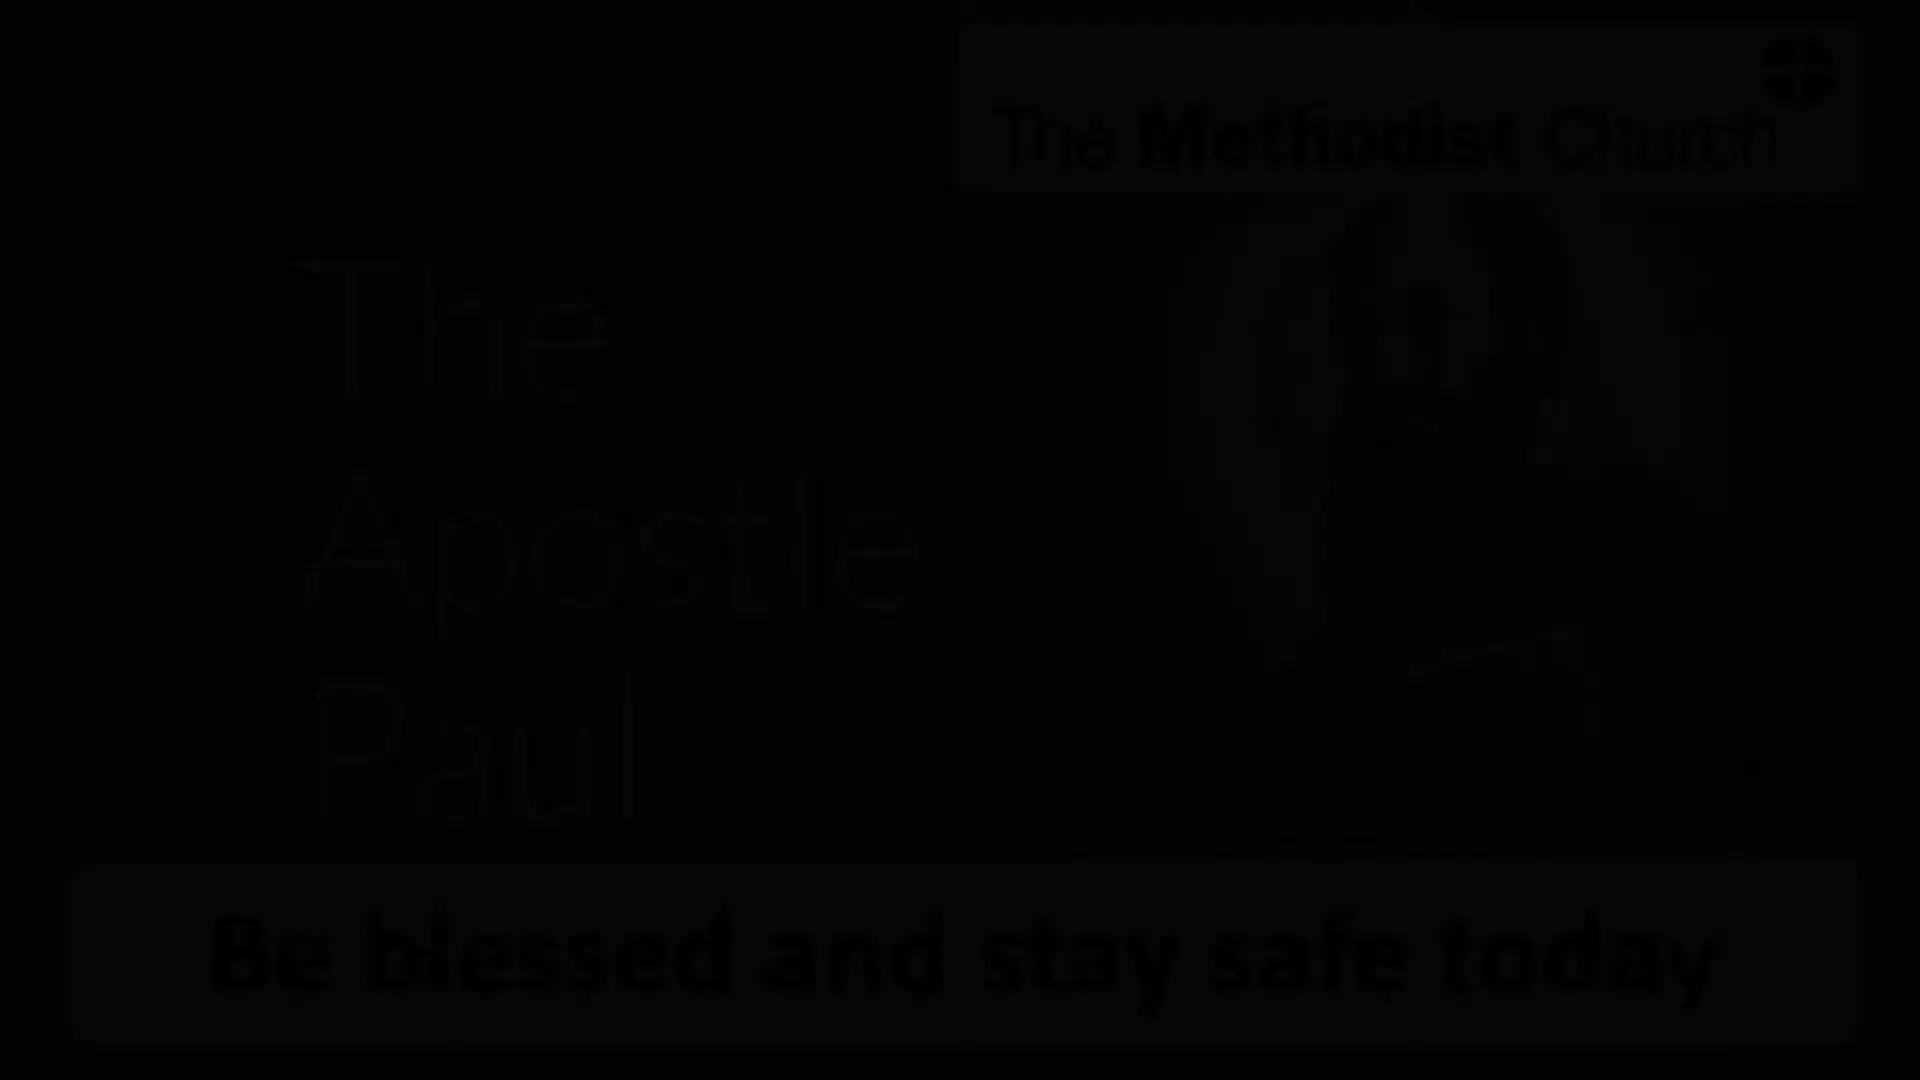 The Methodist Church
The
Apostle
Paul
Be blessed and stay safe today